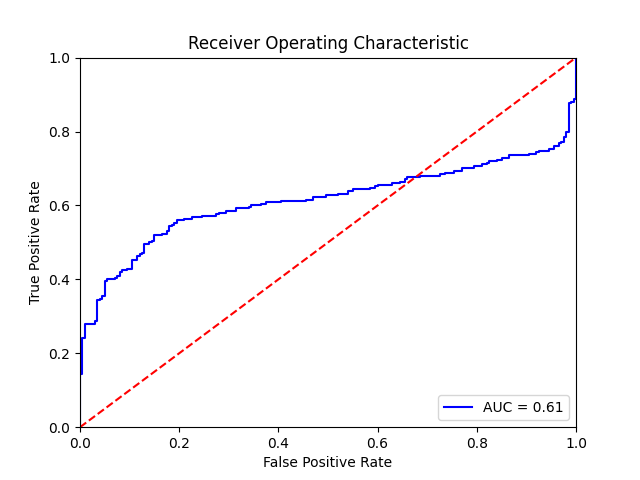 Receiver Operating Characteristic
1.0
0.8
0.6
0.4
0.2
0.0
True Positive Rate
AUC = 0.61
0.0 0.2 0.4 0.6 0.8 1.0
False Positive Rate